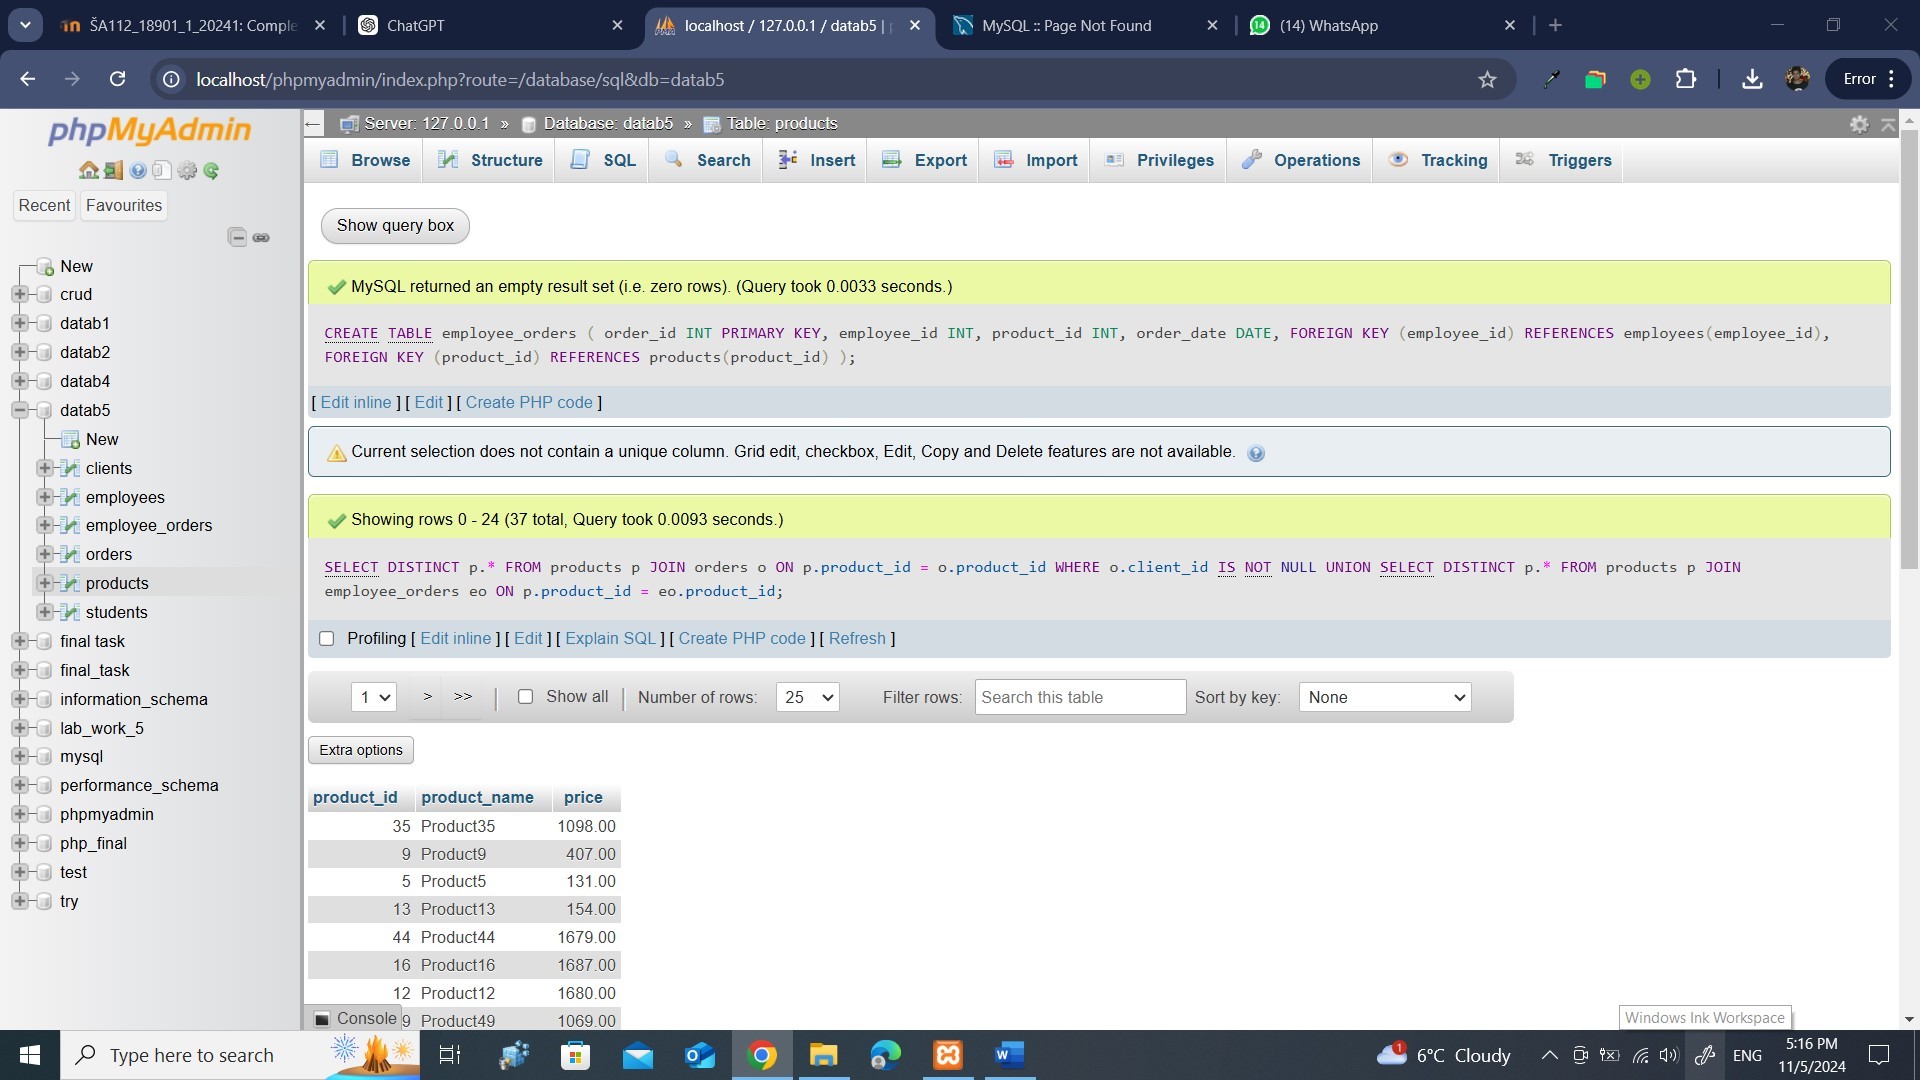 ŠA112_18901_1_20241: Comple
ChatGPT
localhost / 127.0.0.1 / datab5 |
MySQL :: Page Not Found
14
(14) WhatsApp
localhost/phpmyadmin/index.php?route=/database/sql&db=datab5
Error
phpMyAdmin
Recent
Favourites
New
crud
datab1
datab2
datab4
datab5
New
clients
employees
employee_orders
orders
products
students
final task
final_task
information_schema
lab_work_5
mysql
performance_schema
phpmyadmin
php_final
test
try
Server: 127.0.0.1 » Database: datab5 » Table: products
Browse
Structure
SQL
Search
Insert
Export
Import
Privileges
Operations
Tracking
Triggers
Show query box
MySQL returned an empty result set (i.e. zero rows). (Query took 0.0033 seconds.)
CREATE TABLE employee_orders ( order_id INT PRIMARY KEY, employee_id INT, product_id INT, order_date DATE, FOREIGN KEY (employee_id) REFERENCES employees(employee_id),
FOREIGN KEY (product_id) REFERENCES products(product_id) );
[ Edit inline ] [ Edit ] [ Create PHP code ]
Current selection does not contain a unique column. Grid edit, checkbox, Edit, Copy and Delete features are not available.
Showing rows 0 - 24 (37 total, Query took 0.0093 seconds.)
SELECT DISTINCT p.* FROM products p JOIN orders o ON p.product_id = o.product_id WHERE o.client_id IS NOT NULL UNION SELECT DISTINCT p.* FROM products p JOIN
employee_orders eo ON p.product_id = eo.product_id;
Profiling [ Edit inline ] [ Edit ] [ Explain SQL ] [ Create PHP code ] [ Refresh ]
1 > >> Show all Number of rows: 25 Filter rows: Search this table Sort by key: None
Extra options
product_id product_name price
35 Product35 1098.00
9 Product9 407.00
5 Product5 131.00
13 Product13 154.00
44 Product44 1679.00
16 Product16 1687.00
12 Product12 1680.00
9 Product49 1069.00
Console
Windows Ink Workspace
Type here to search
1
6°C Cloudy
ENG
5:16 PM
11/5/2024